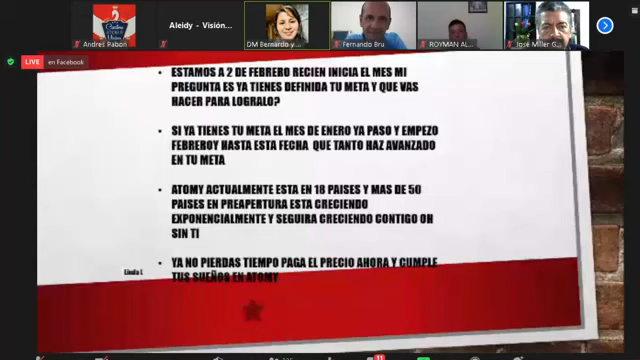 Andres Pabon
Aleidy - Visión...
DM Bernardo y
Fernando Bru
ROYMAN AL...
José Miller G...
LIVE en Facebook
• ESTAMOS A 2 DE FEBRERO RECIEN INICIA EL MES MI
PREGUNTA ES YA TIENES DEFINIDA TU META Y QUE VAS
HACER PARA LOGRALO?
• SI YA TIENES TU META EL MES DE ENERO YA PASO Y EMPEZO
FEBREROY HASTA ESTA FECHA QUE TANTO HAZ AVANZADO
EN TU META
• ATOMY ACTUALMENTE ESTA EN 18 PAISES Y MAS DE 50
PAISES EN PREAPERTURA ESTA CRECIENDO
EXPONENCIALMENTE Y SEGUIRA CRECIENDO CONTIGO OH
SIN TI
• YA NO PIERDAS TIEMPO PAGA EL PRECIO AHORA Y CUMPLE
TUS SUEÑOS EN ATOMY
11